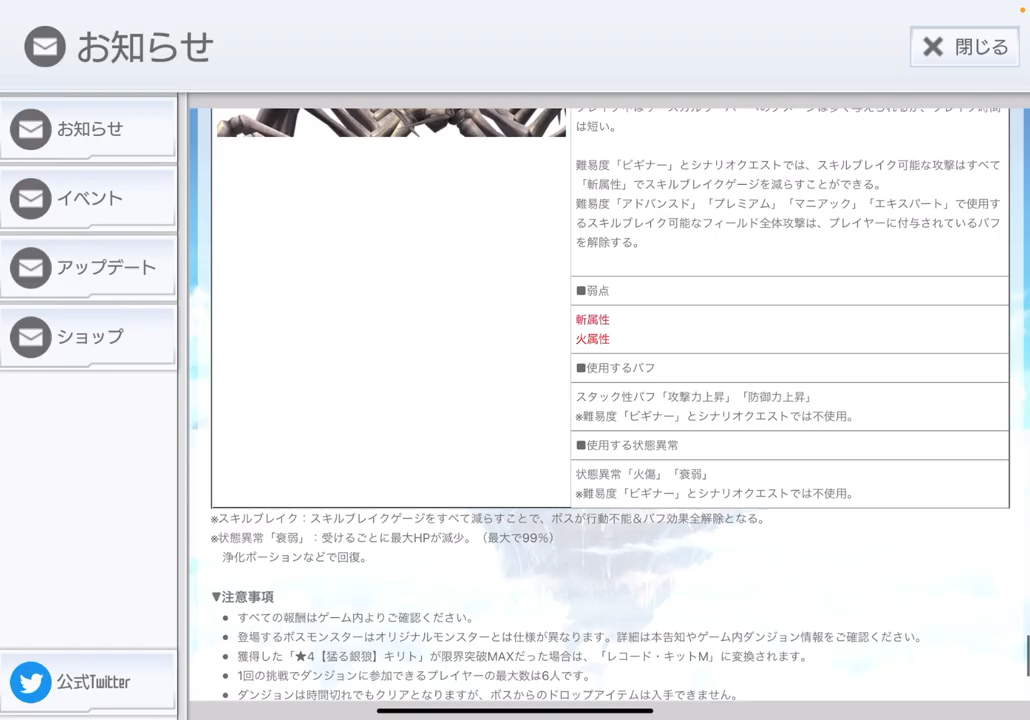 お知らせ
閉じる
お知らせ
イベント
アップデート
ショップ
公式Twitter
は短い。
難易度「ビギナー」とシナリオクエストでは、スキルブレイク可能な攻撃はすべて
「斬属性」でスキルブレイクゲージを減らすことができる。
難易度「アドバンスド」「プレミアム」「マニアック」「エキスパート」で使用す
るスキルブレイク可能なフィールド全体攻撃は、プレイヤーに付与されているバフ
を解除する。
■弱点
斬属性
火属性
■使用するバフ
スタック性バフ「攻撃力上昇」「防御力上昇」
※難易度「ビギナー」とシナリオクエストでは不使用。
■使用する状態異常
状態異常「火傷」「衰弱」
※難易度「ビギナー」とシナリオクエストでは不使用。
※スキルブレイク：スキルブレイクゲージをすべて減らすことで、ボスが行動不能＆バフ効果全解除となる。
※状態異常「衰弱」：受けるごとに最大HPが減少。（最大で99%）
浄化ポーションなどで回復。
▼注意事項
● すべての報酬はゲーム内よりご確認ください。
● 登場するボスモンスターはオリジナルモンスターとは仕様が異なります。詳細は本告知やゲーム内ダンジョン情報をご確認ください。
● 獲得した「★4【猛る銀狼】キリト」が限界突破MAXだった場合は、「レコード・キットM」に変換されます。
● 1回の挑戦でダンジョンに参加できるプレイヤーの最大数は6人です。
● ダンジョンは時間切れでもクリアとなりますが、ボスからのドロップアイテムは入手できません。